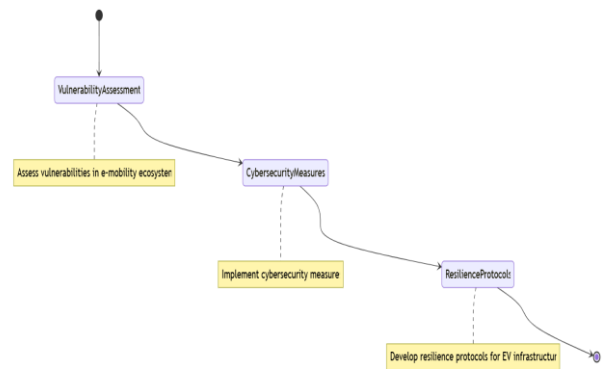 VulnerabilityAssessment
Assess vulnerabilities in e-mobility ecosysten
CybersecurityMeasures
Implement cybersecurity measure
ResilienceProtocols
Develop resilience protocols for EV infrastructur